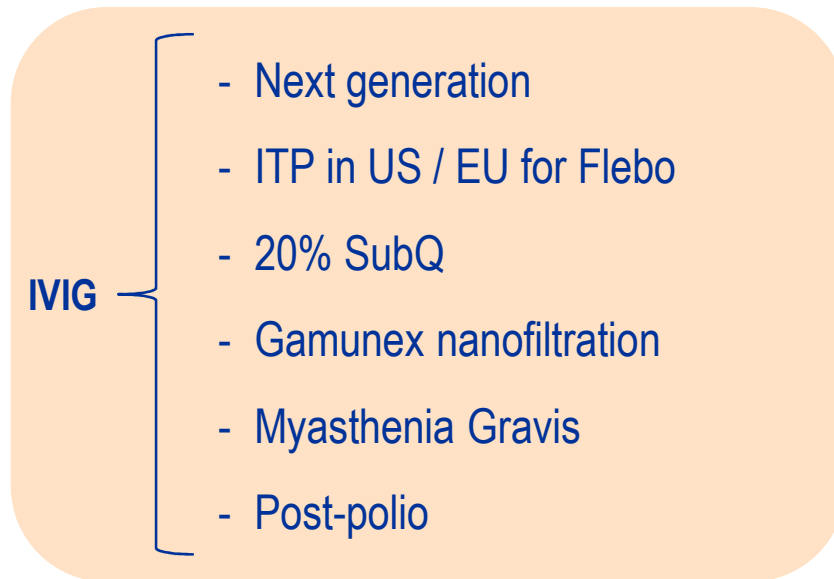 IVIG
- Next generation
- ITP in US / EU for Flebo
- 20% SubQ
- Gamunex nanofiltration
- Myasthenia Gravis
- Post-polio